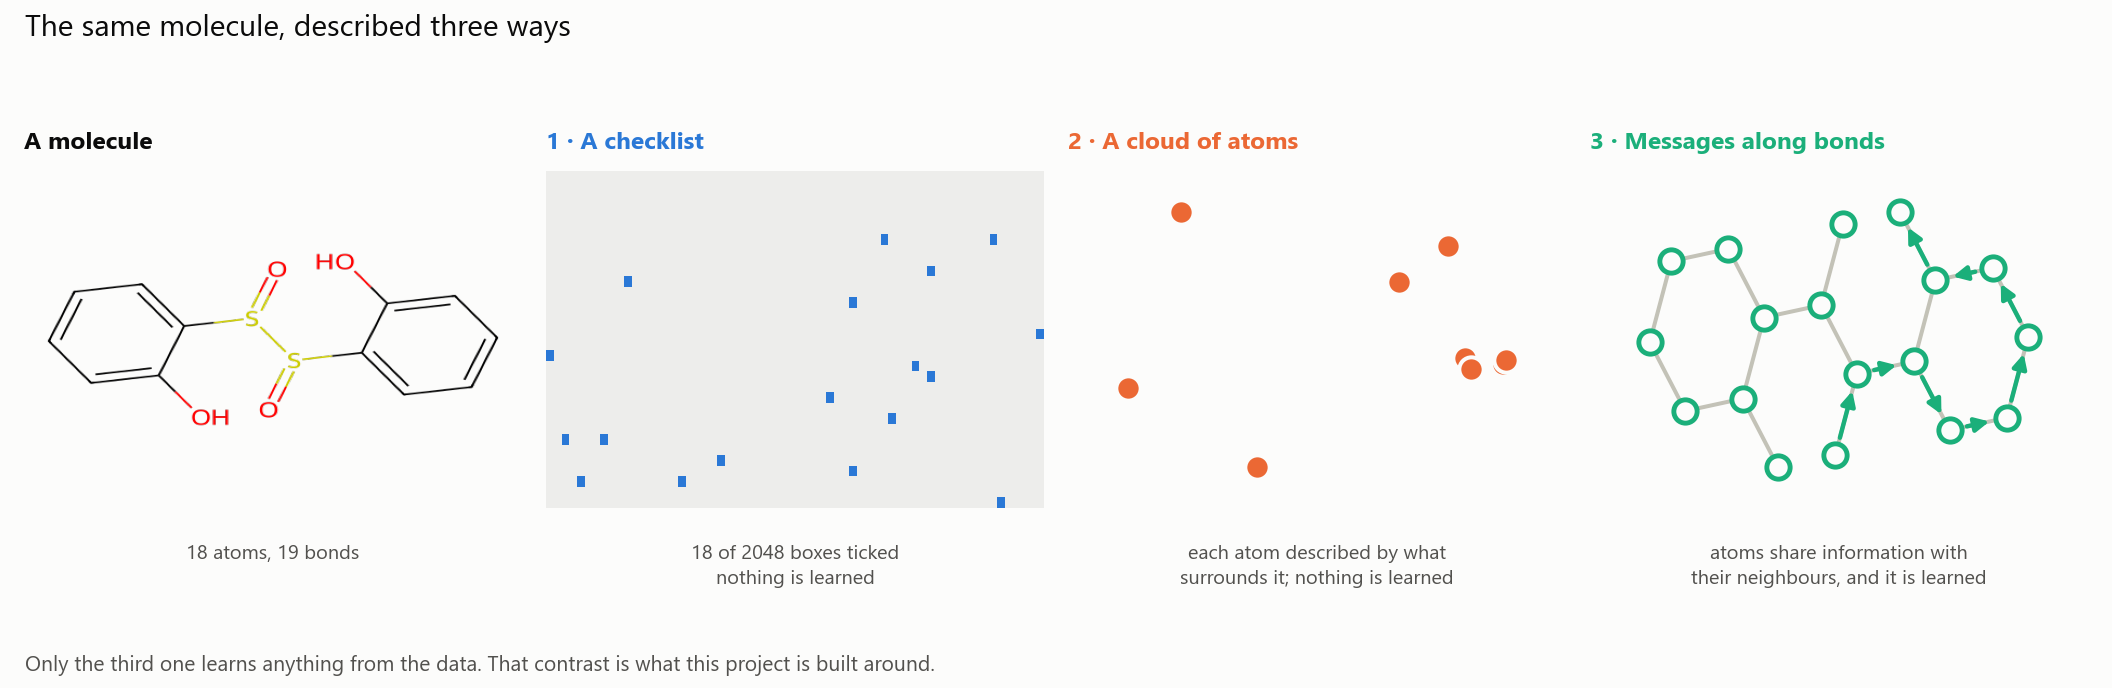 The same molecule, described three ways
A molecule
1 · A checklist
2 · A cloud of atoms
3 · Messages along bonds
O
HO
S
S
O
OH
18 atoms, 19 bonds
18 of 2048 boxes ticked
nothing is learned
each atom described by what
surrounds it; nothing is learned
atoms share information with
their neighbours, and it is learned
Only the third one learns anything from the data. That contrast is what this project is built around.